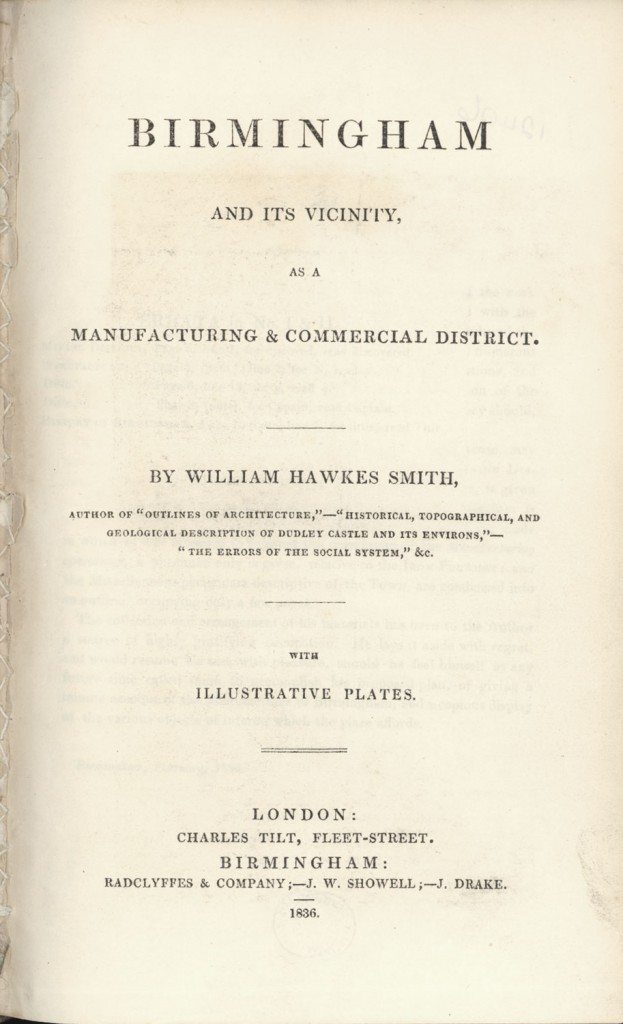 BIRMINGHAM
AND ITS VICINITY,
AS A
MANUFACTURING & COMMERCIAL DISTRICT.
BY WILLIAM HAWKES SMITH,
AUTHOR OF "OUTLINES OF ARCHITECTURE,"—"HISTORICAL, TOPOGRAPHICAL, AND
GEOLOGICAL DESCRIPTION OF DUDLEY CASTLE AND ITS ENVIRONS,"—
"THE ERRORS OF THE SOCIAL SYSTEM," &c.
WITH
ILLUSTRATIVE PLATES.
LONDON:
CHARLES TILT, FLEET-STREET.
BIRMINGHAM:
RADCLYFFES & COMPANY;—J. W. SHOWELL;—J. DRAKE.
1836.